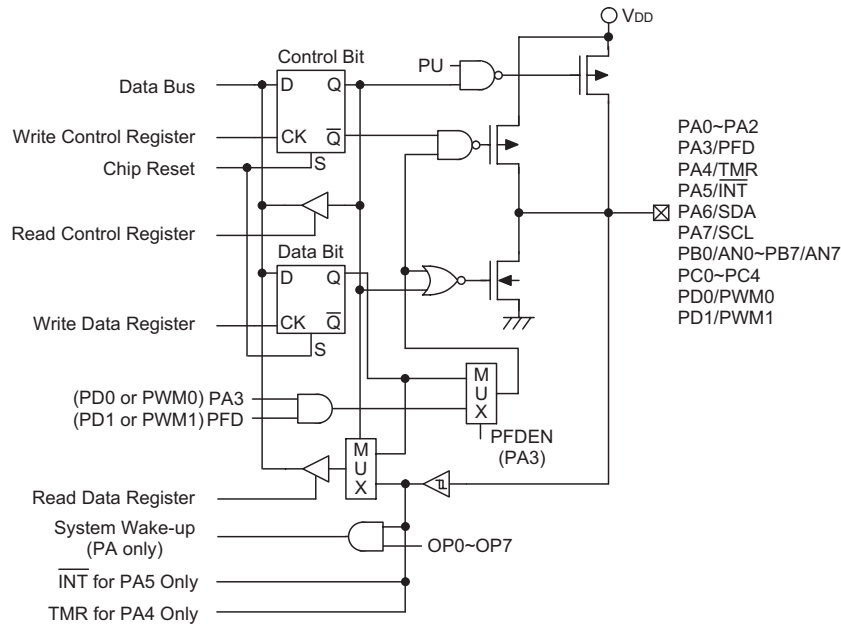 VDD
Control Bit
PU
Data Bus
D Q
Write Control Register
CK Q̅
Chip Reset
S
Read Control Register
Data Bit
D Q
Write Data Register
CK Q̅
S
PA0~PA2
PA3/PFD
PA4/TMR
PA5/I̅N̅T̅
PA6/SDA
PA7/SCL
PB0/AN0~PB7/AN7
PC0~PC4
PD0/PWM0
PD1/PWM1
(PD0 or PWM0) PA3
(PD1 or PWM1) PFD
MUX
PFDEN
(PA3)
MUX
Read Data Register
System Wake-up
(PA only)
OP0~OP7
I̅N̅T̅ for PA5 Only
TMR for PA4 Only